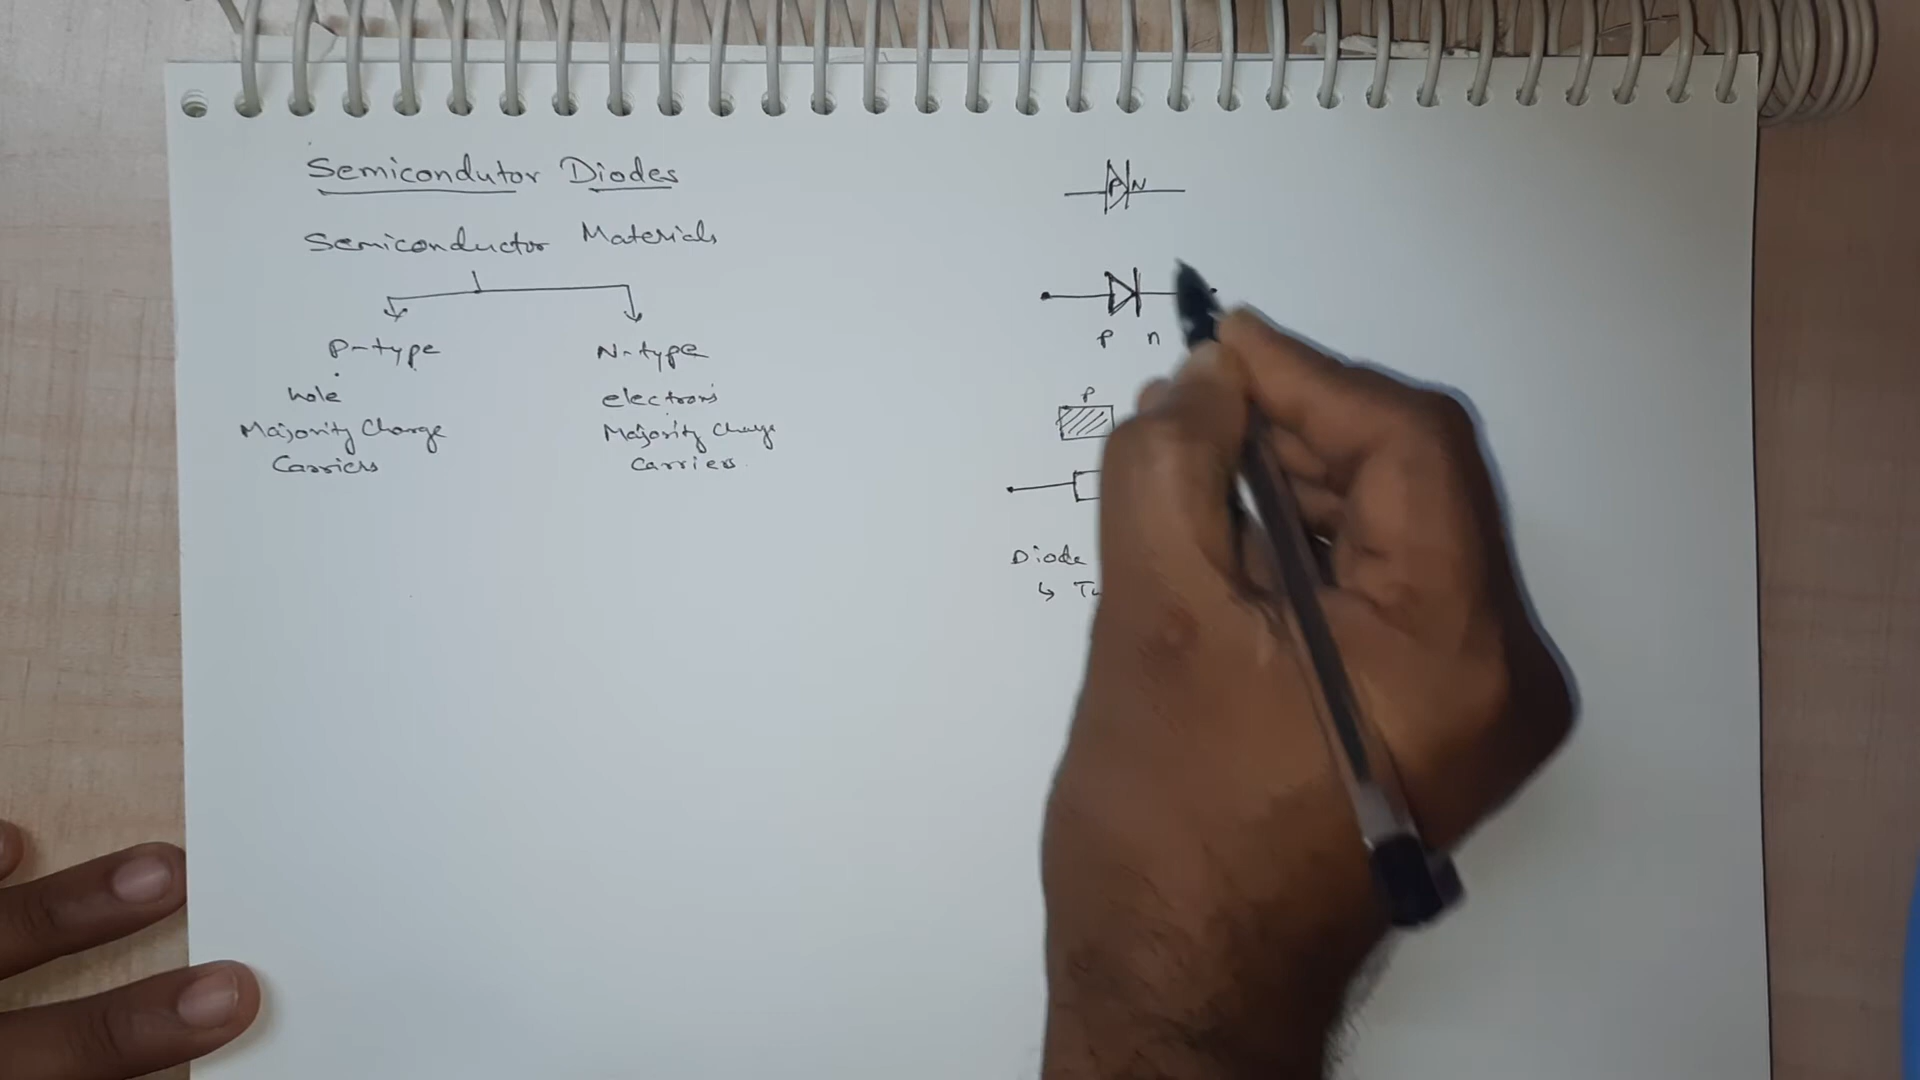 Semicondutor Diodes
Semiconductor Materials
P-type
N-type
hole
Majority Charge
Carriers
electrons
Majority Charge
Carriers
P N
P n
P
Diode
↳